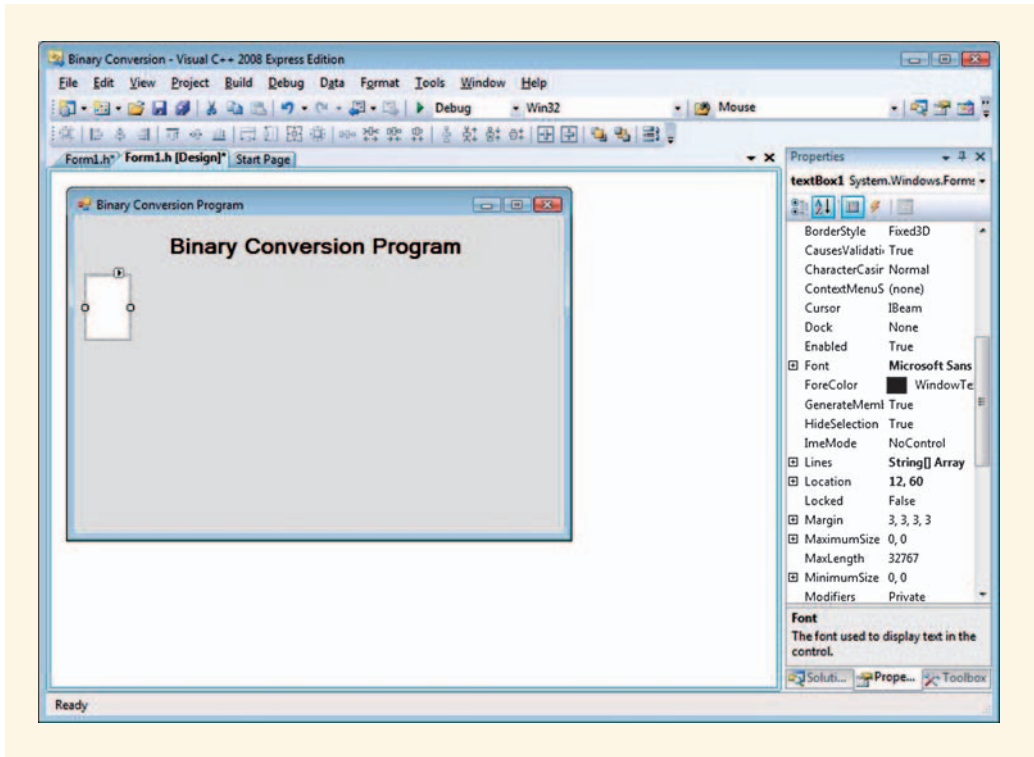 Binary Conversion - Visual C++ 2008 Express Edition
File Edit View Project Build Debug Data Format Tools Window Help
Debug Win32 Mouse
Form1.h* Form1.h [Design]* Start Page
Binary Conversion Program
Binary Conversion Program
Properties
textBox1 System.Windows.Forms
BorderStyle Fixed3D
CausesValidati True
CharacterCasir Normal
ContextMenuS (none)
Cursor IBeam
Dock None
Enabled True
Font Microsoft Sans
ForeColor WindowTe
GenerateMeml True
HideSelection True
ImeMode NoControl
Lines String[] Array
Location 12, 60
Locked False
Margin 3, 3, 3, 3
MaximumSize 0, 0
MaxLength 32767
MinimumSize 0, 0
Modifiers Private
Font
The font used to display text in the
control.
Soluti... Prope... Toolbox
Ready